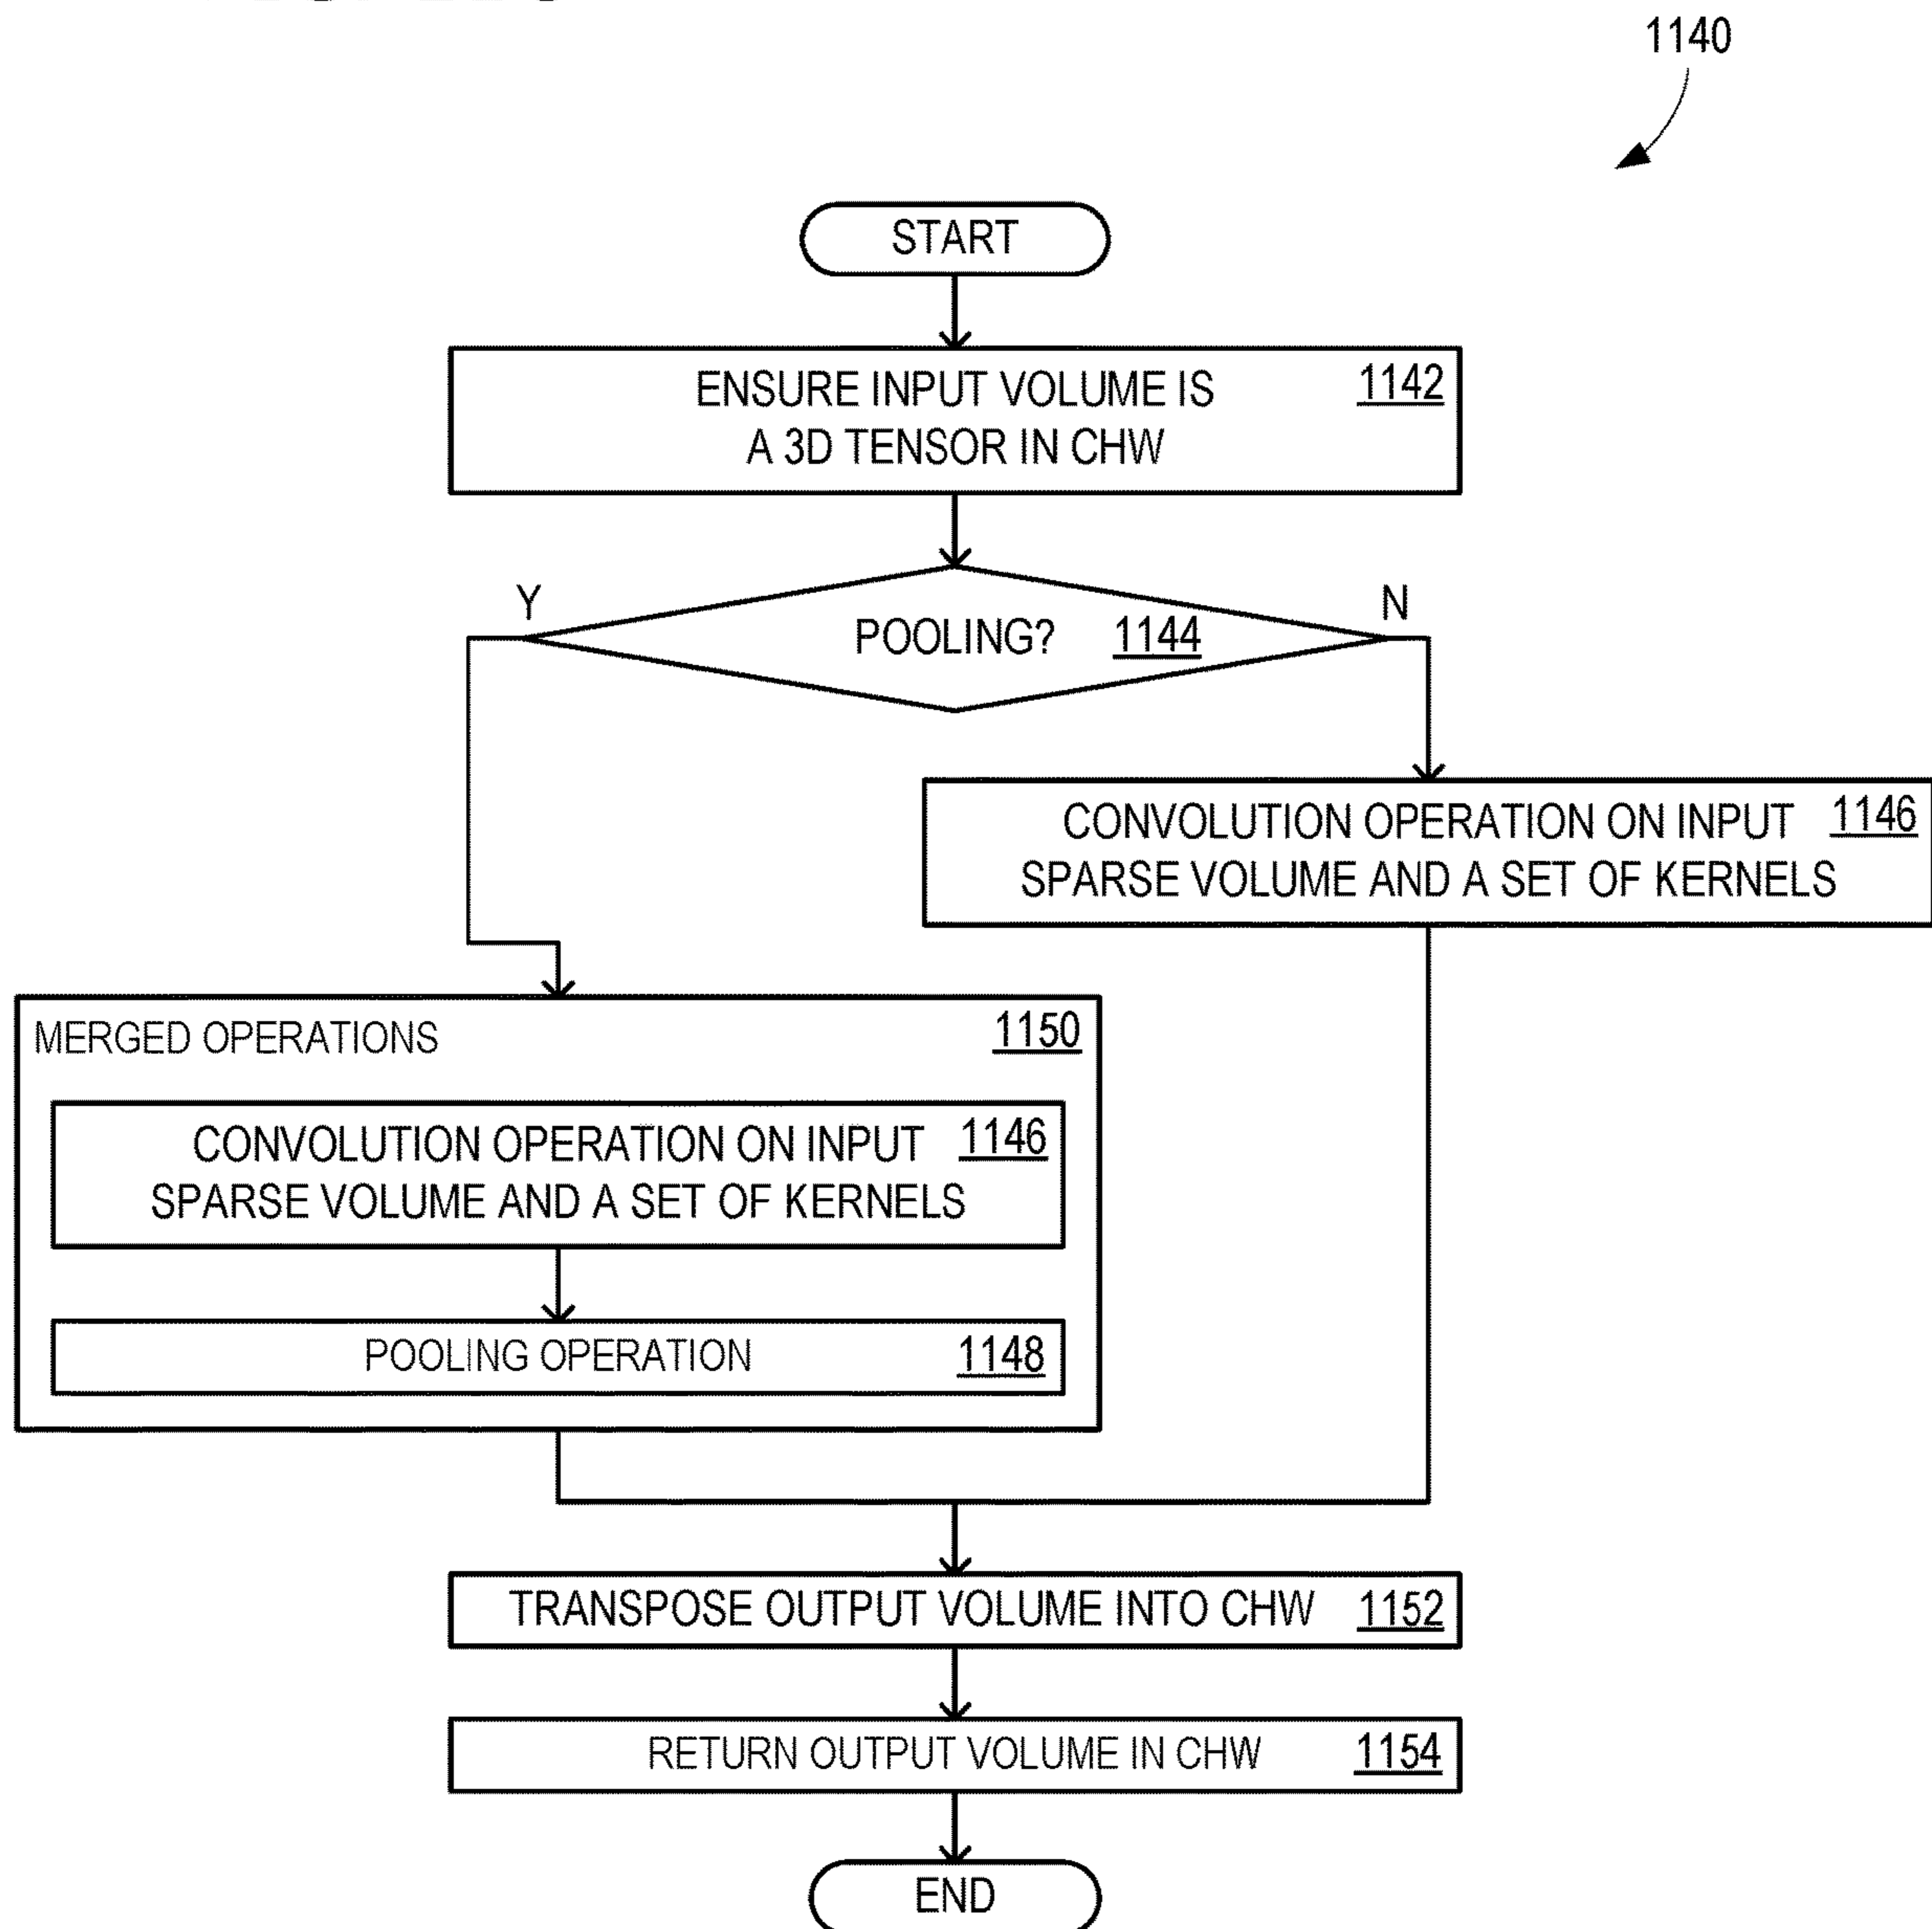 1140
START
ENSURE INPUT VOLUME IS 1142
A 3D TENSOR IN CHW
Y
N
POOLING? 1144
CONVOLUTION OPERATION ON INPUT 1146
SPARSE VOLUME AND A SET OF KERNELS
MERGED OPERATIONS 1150
CONVOLUTION OPERATION ON INPUT 1146
SPARSE VOLUME AND A SET OF KERNELS
POOLING OPERATION 1148
TRANSPOSE OUTPUT VOLUME INTO CHW 1152
RETURN OUTPUT VOLUME IN CHW 1154
END